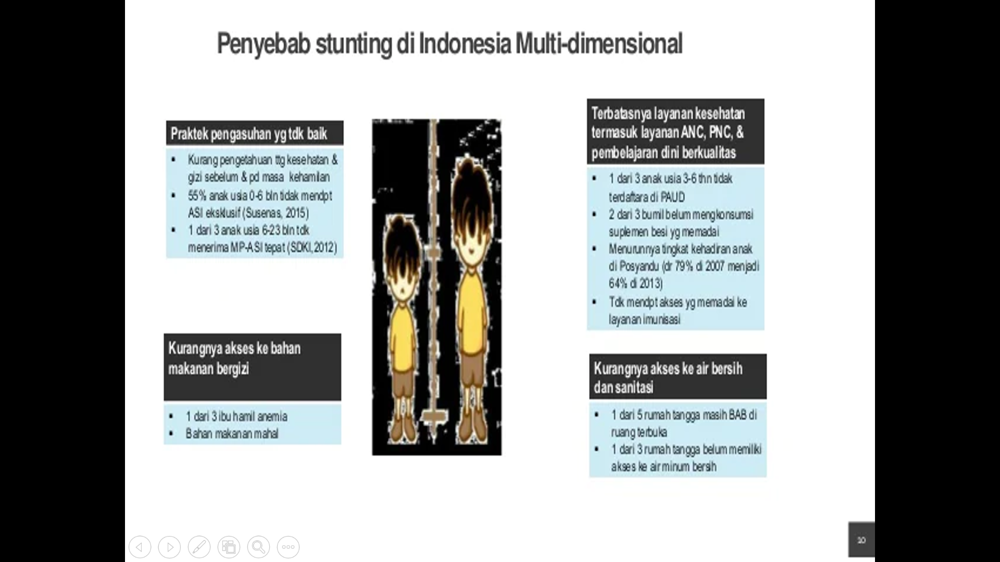 Penyebab stunting di Indonesia Multi-dimensional
Praktek pengasuhan yg tdk baik
▪ Kurang pengetahuan ttg kesehatan &
gizi sebelum & pd masa kehamilan
▪ 55% anak usia 0-6 bln tidak mendpt
ASI eksklusif (Susenas, 2015)
▪ 1 dari 3 anak usia 6-23 bln tdk
menerima MP-ASI tepat (SDKI,2012)
Kurangnya akses ke bahan
makanan bergizi
▪ 1 dari 3 ibu hamil anemia
▪ Bahan makanan mahal
Terbatasnya layanan kesehatan
termasuk layanan ANC, PNC, &
pembelajaran dini berkualitas
▪ 1 dari 3 anak usia 3-6 thn tidak
terdaftara di PAUD
▪ 2 dari 3 bumil belum mengkonsumsi
suplemen besi yg memadai
▪ Menurunnya tingkat kehadiran anak
di Posyandu (dr 79% di 2007 menjadi
64% di 2013)
▪ Tdk mendpt akses yg memadai ke
layanan imunisasi
Kurangnya akses ke air bersih
dan sanitasi
▪ 1 dari 5 rumah tangga masih BAB di
ruang terbuka
▪ 1 dari 3 rumah tangga belum memiliki
akses ke air minum bersih
20